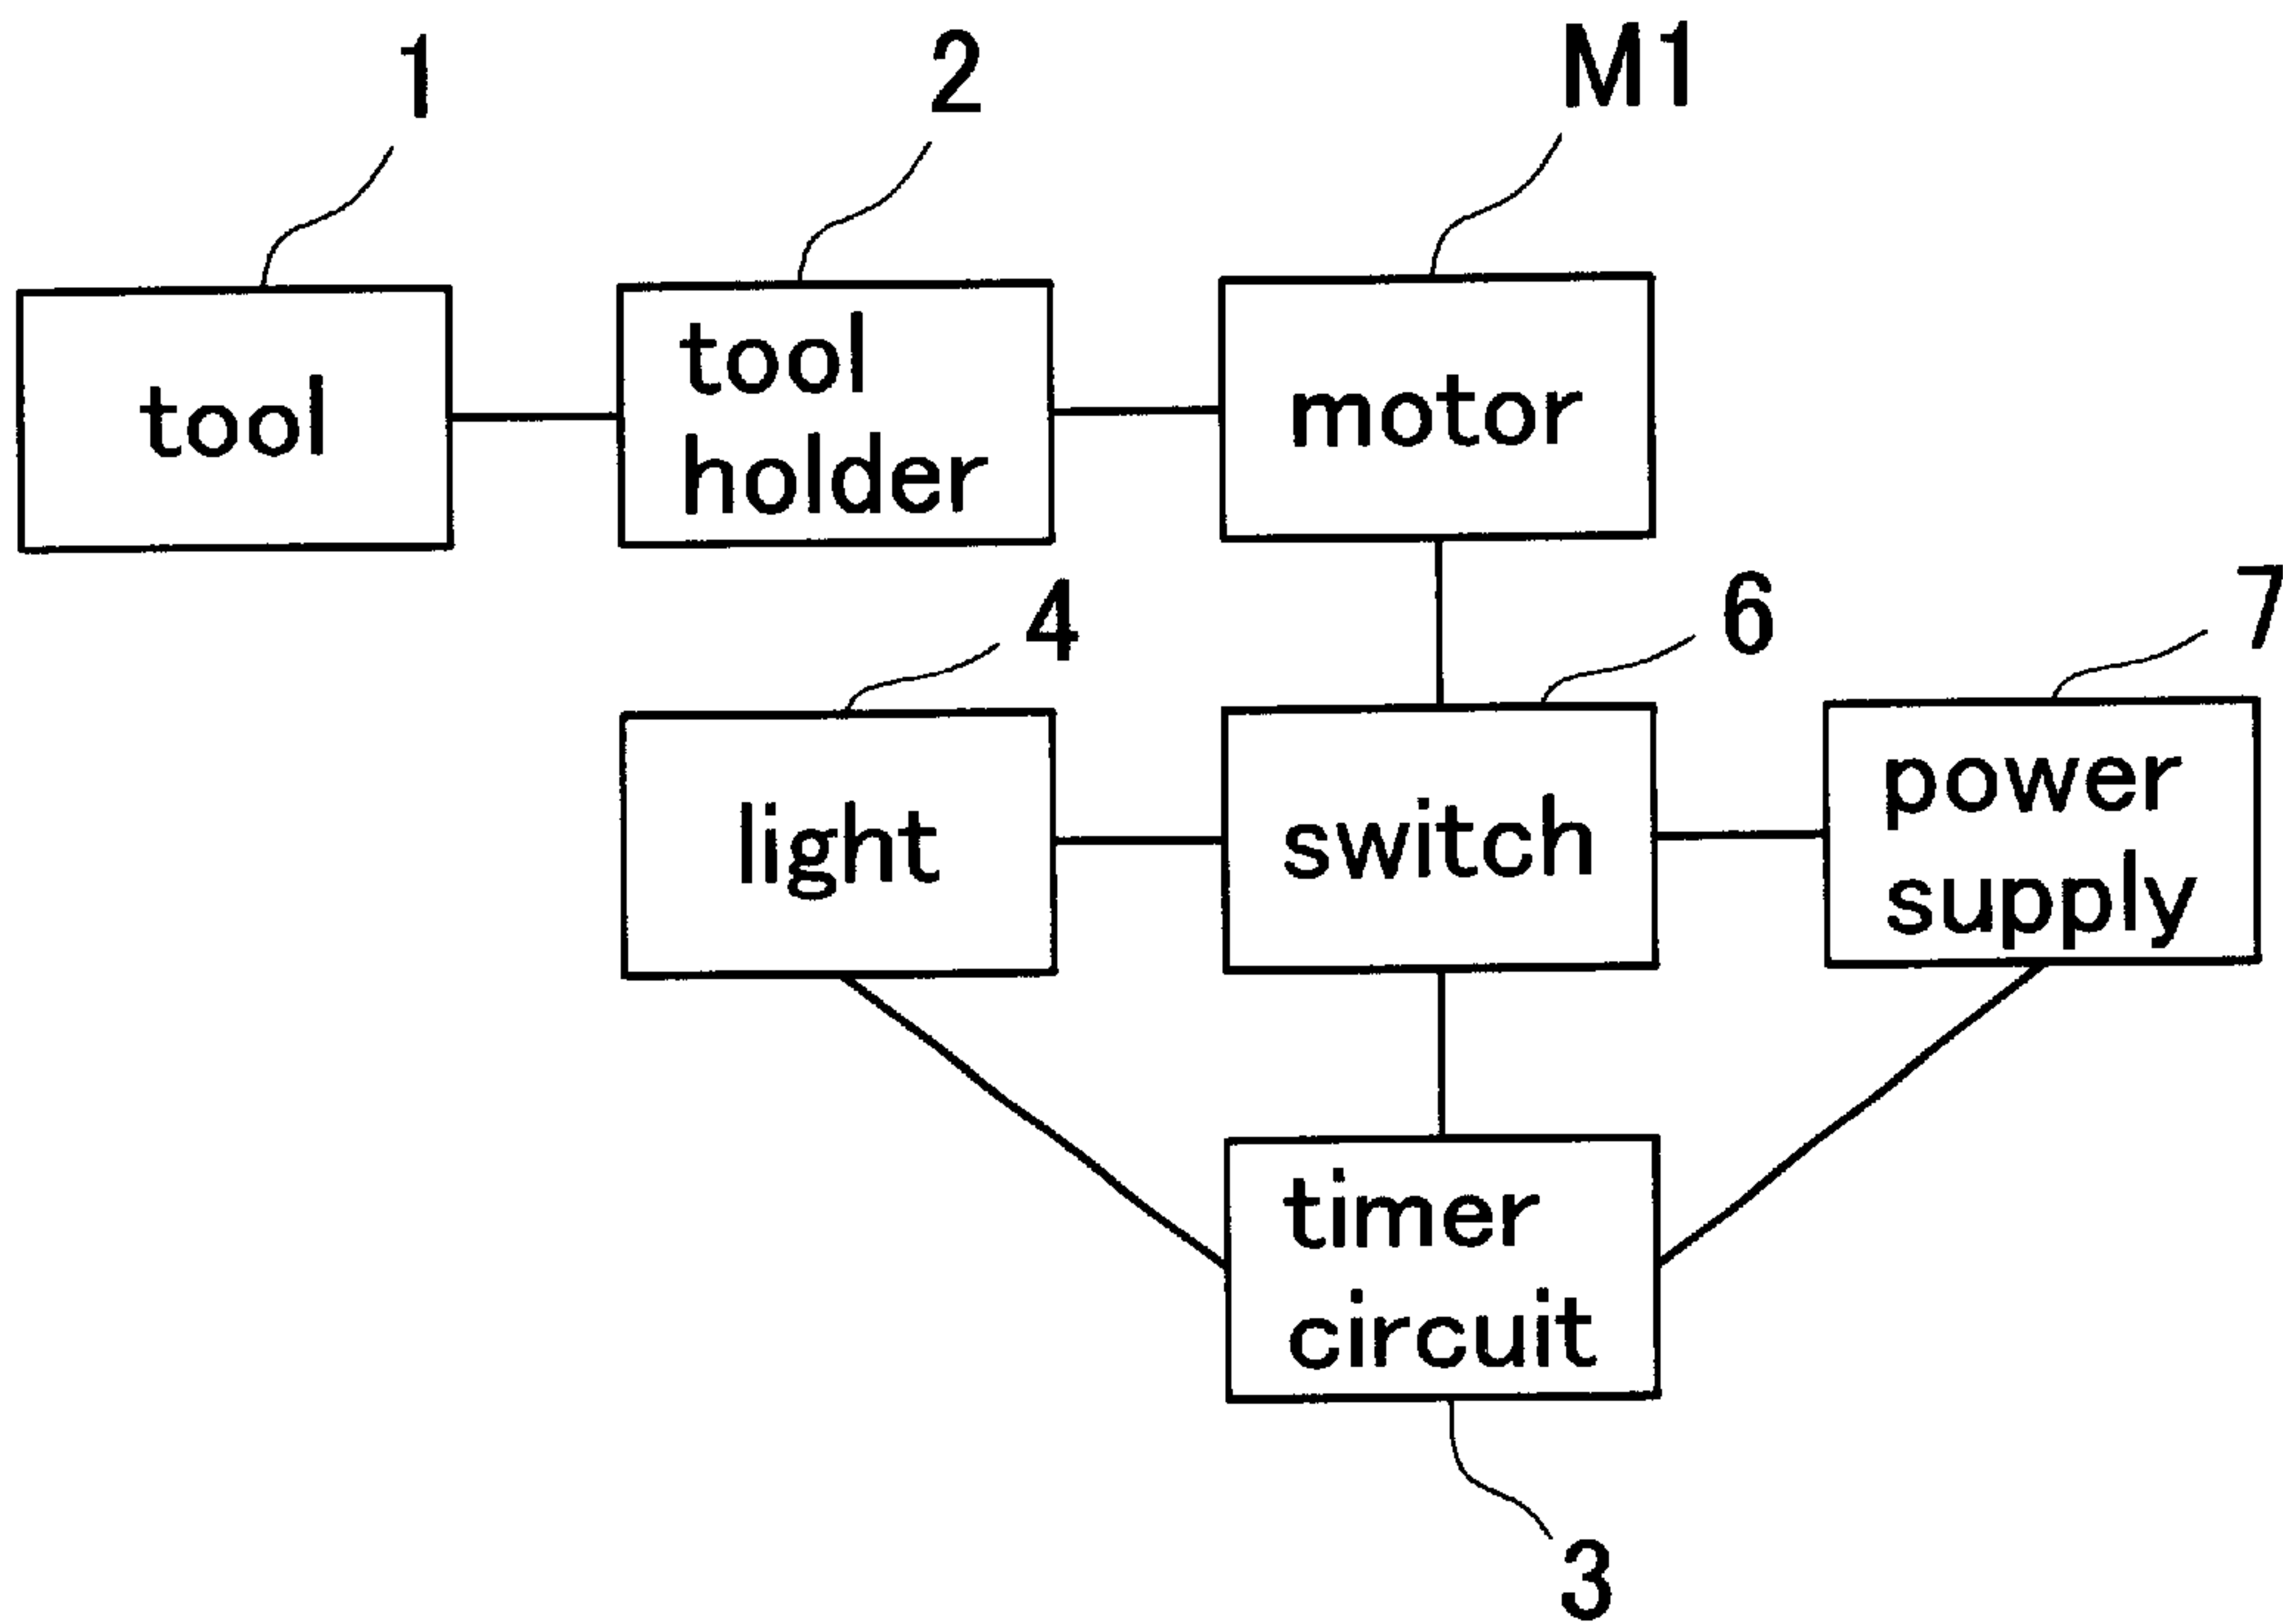 1
2
M1
tool
tool
holder
motor
4
6
7
light
switch
power
supply
timer
circuit
3